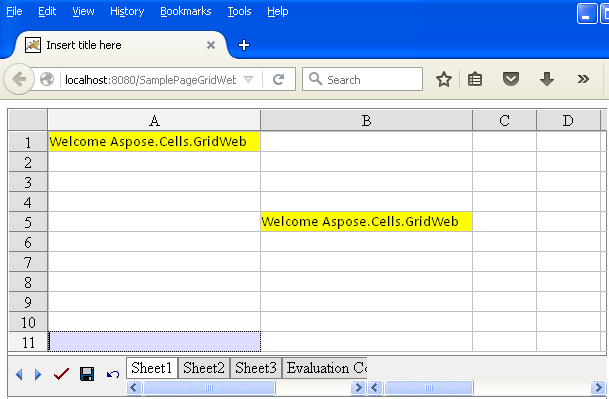 File Edit View History Bookmarks Tools Help
Insert title here
localhost:8080/SamplePageGridWeb Search
A B C D
1 Welcome Aspose.Cells.GridWeb
2
3
4
5 Welcome Aspose.Cells.GridWeb
6
7
8
9
10
11
Sheet1 Sheet2 Sheet3 Evaluation